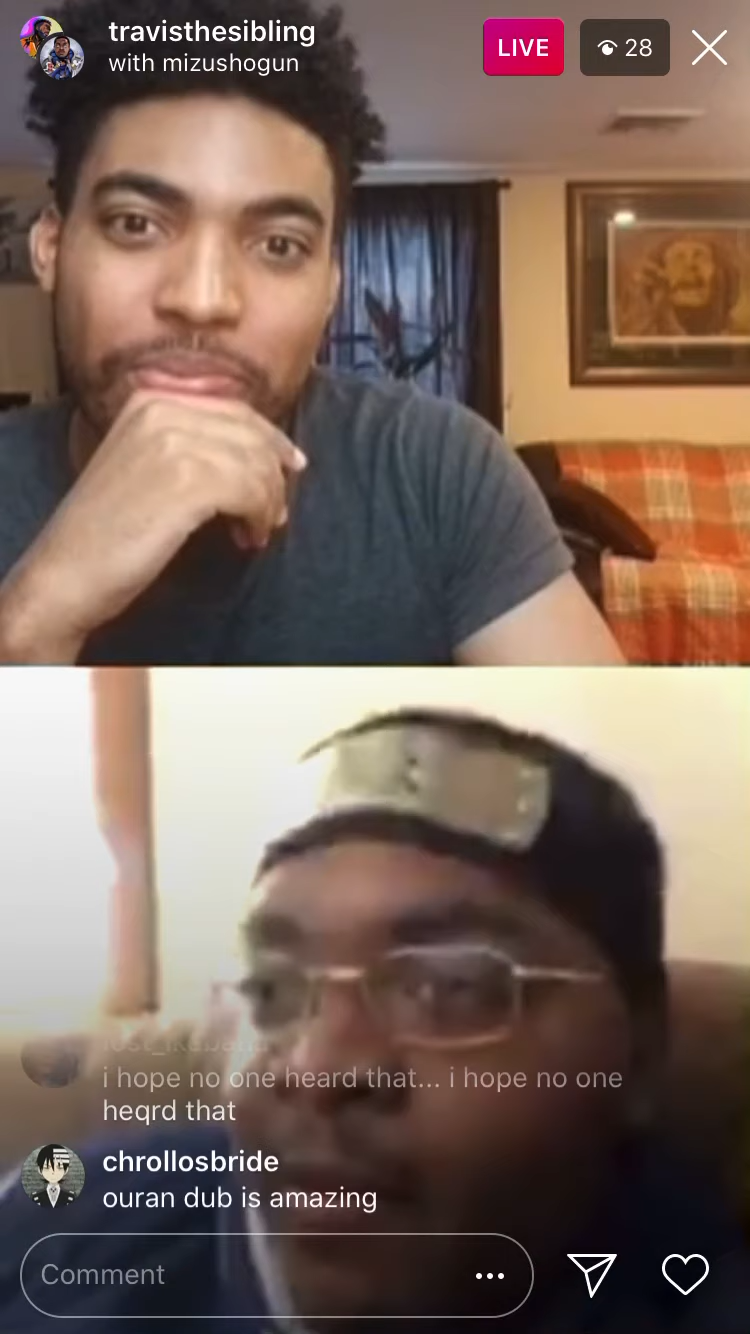 travisthesibling
with mizushogun
LIVE
28
i hope no one heard that... i hope no one
heqrd that
chrollosbride
ouran dub is amazing
Comment